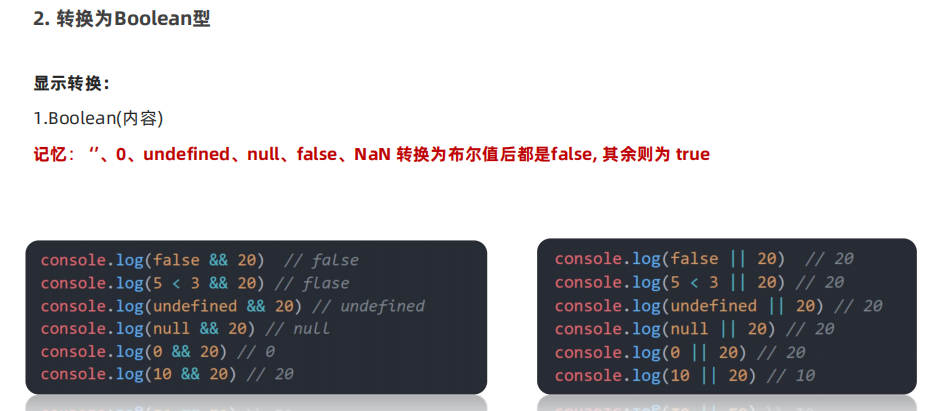 2. 转换为Boolean型
显示转换：
1.Boolean(内容)
记忆： ‘’、0、undefined、null、false、NaN 转换为布尔值后都是false, 其余则为 true
console.log(false && 20)  // false
console.log(5 < 3 && 20) // flase
console.log(undefined && 20) // undefined
console.log(null && 20) // null
console.log(0 && 20) // 0
console.log(10 && 20) // 20
console.log(false || 20)  // 20
console.log(5 < 3 || 20) // 20
console.log(undefined || 20) // 20
console.log(null || 20) // 20
console.log(0 || 20) // 20
console.log(10 || 20) // 10